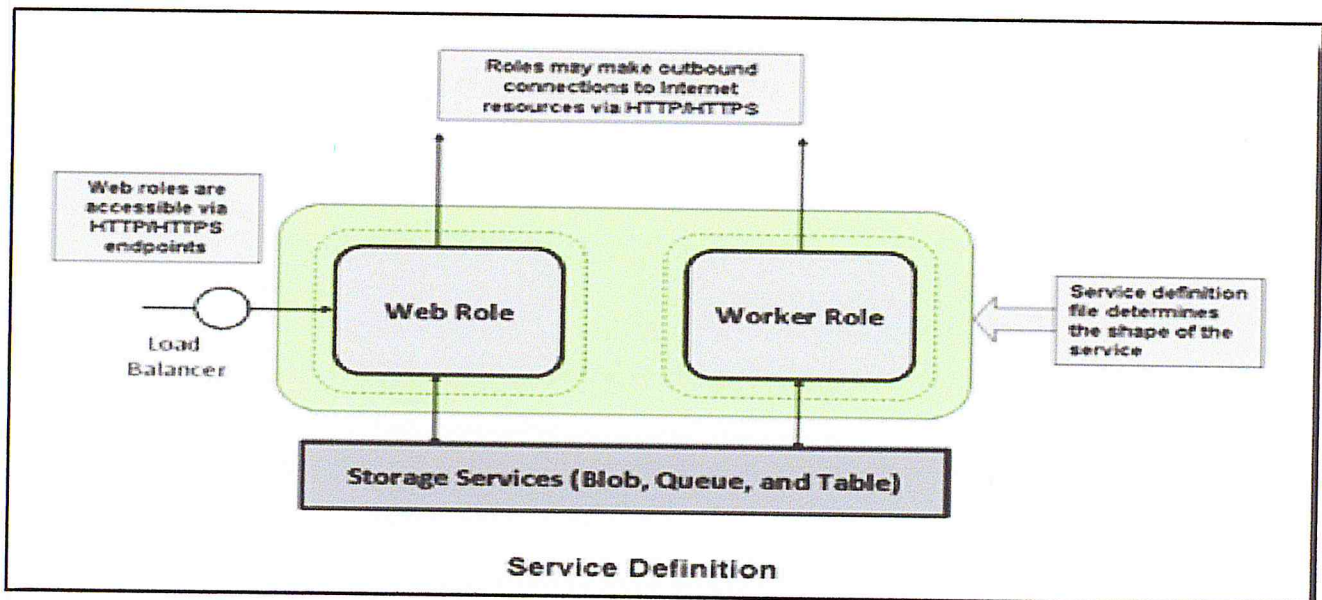 Roles may make outbound
connections to Internet
resources via HTTP/HTTPS
Web roles are
accessible via
HTTP/HTTPS
endpoints
Load
Balancer
Web Role
Worker Role
Service definition
file determines
the shape of the
service
Storage Services (Blob, Queue, and Table)
Service Definition